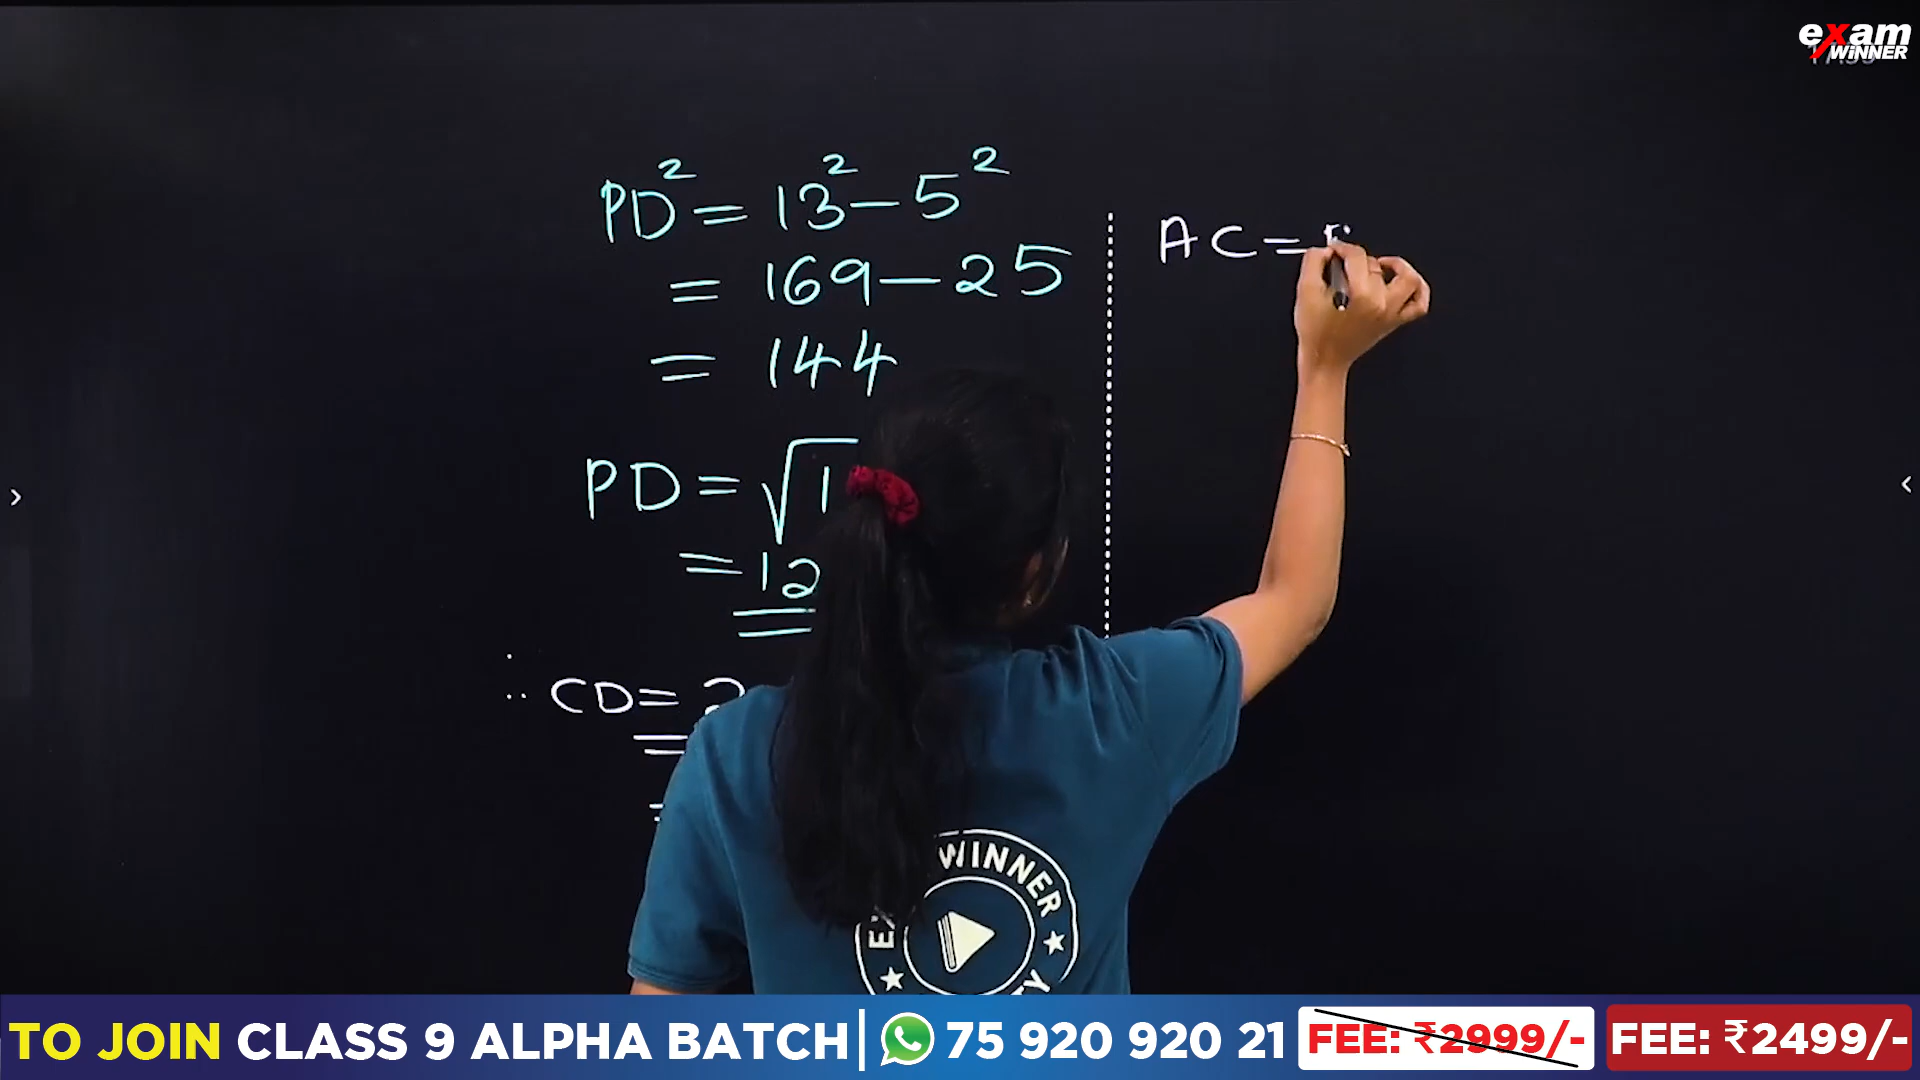 exam
WINNER
PD² = 13² – 5²
= 169 – 25
= 144
PD = √1
= 12
∴ CD = 2
=
AC =
WINNER
TO JOIN CLASS 9 ALPHA BATCH | 75 920 920 21 FEE: ₹2999/- FEE: ₹2499/-